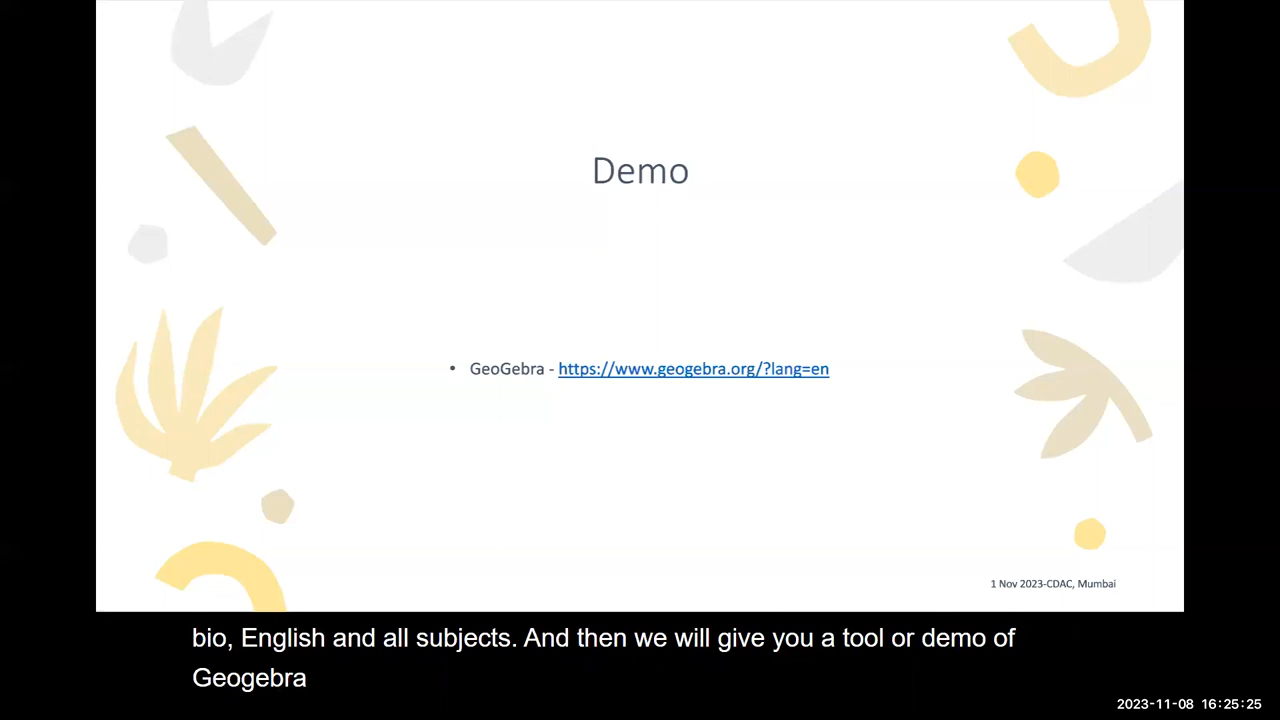 Demo
• GeoGebra - https://www.geogebra.org/?lang=en
1 Nov 2023-CDAC, Mumbai
bio, English and all subjects. And then we will give you a tool or demo of
Geogebra
2023-11-08 16:25:25